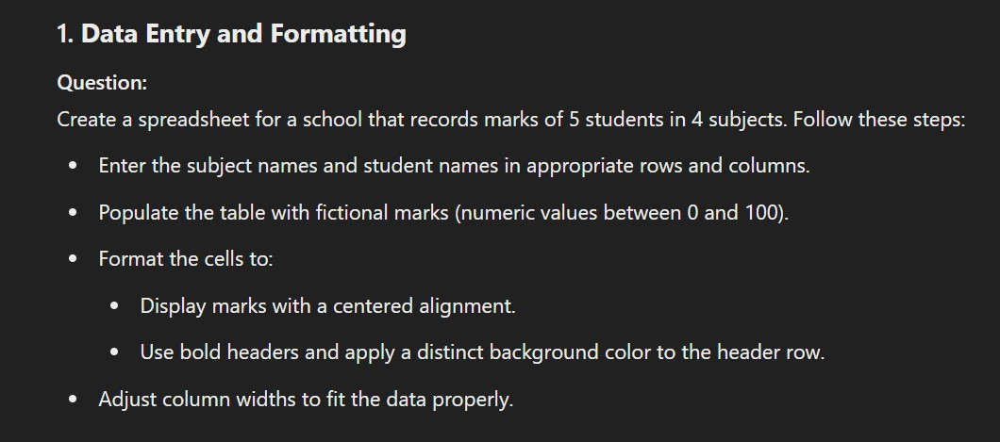 1. Data Entry and Formatting
Question:
Create a spreadsheet for a school that records marks of 5 students in 4 subjects. Follow these steps:
• Enter the subject names and student names in appropriate rows and columns.
• Populate the table with fictional marks (numeric values between 0 and 100).
• Format the cells to:
• Display marks with a centered alignment.
• Use bold headers and apply a distinct background color to the header row.
• Adjust column widths to fit the data properly.